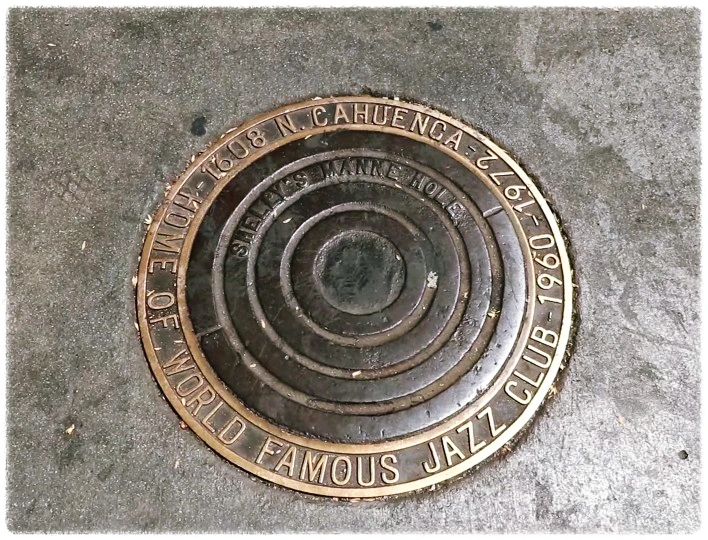 SHELLY'S MANNE HOLE
HOME OF WORLD FAMOUS JAZZ CLUB - 1960 - 1972 - 1608 N. CAHUENGA -